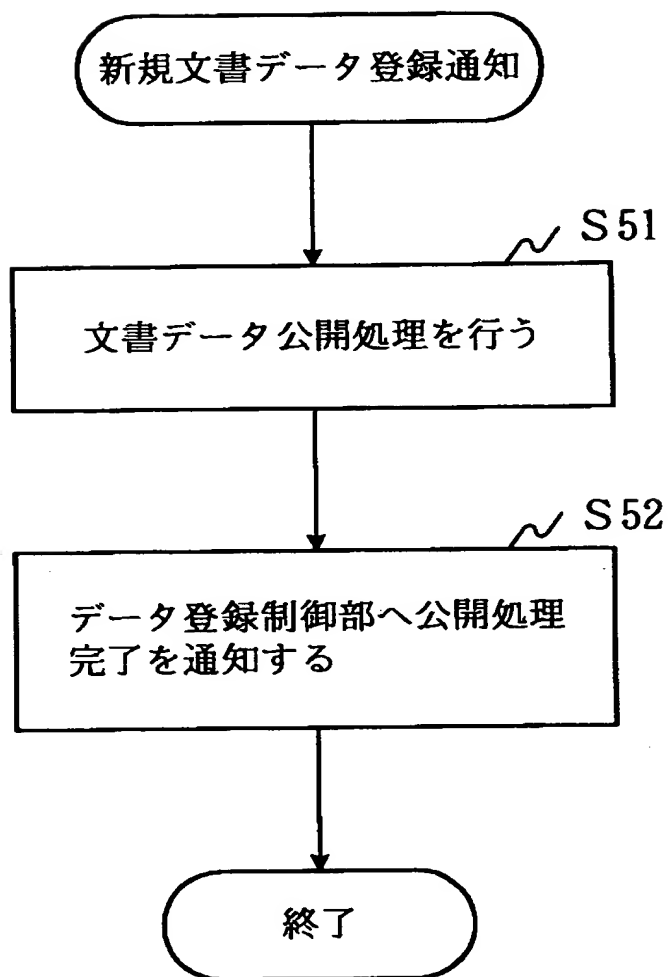 新規文書データ登録通知
S51
文書データ公開処理を行う
S52
データ登録制御部へ公開処理
完了を通知する
終了